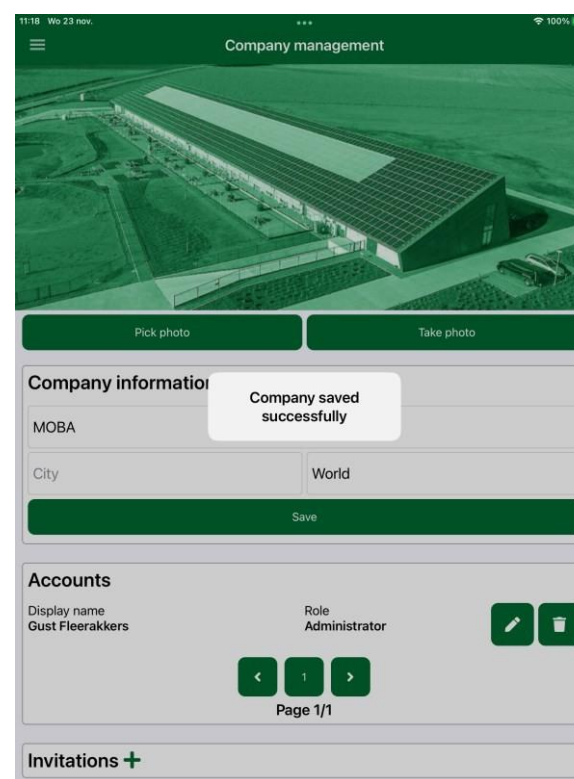 11:18 Wo 23 nov.
100%
Company management
Pick photo
Take photo
Company information
Company saved
successfully
MOBA
City
World
Save
Accounts
Display name
Role
Gust Fleerakkers
Administrator
1
Page 1/1
Invitations +